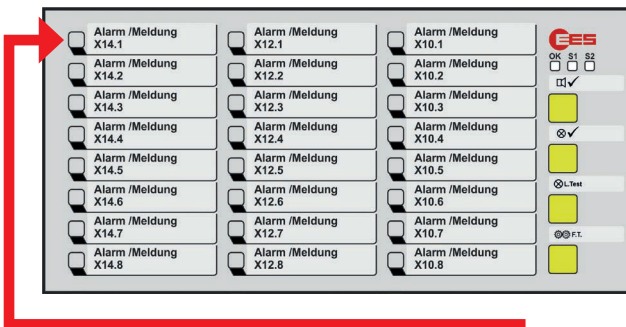 Alarm /Meldung
X14.1
Alarm /Meldung
X14.2
Alarm /Meldung
X14.3
Alarm /Meldung
X14.4
Alarm /Meldung
X14.5
Alarm /Meldung
X14.6
Alarm /Meldung
X14.7
Alarm /Meldung
X14.8
Alarm /Meldung
X12.1
Alarm /Meldung
X12.2
Alarm /Meldung
X12.3
Alarm /Meldung
X12.4
Alarm /Meldung
X12.5
Alarm /Meldung
X12.6
Alarm /Meldung
X12.7
Alarm /Meldung
X12.8
Alarm /Meldung
X10.1
Alarm /Meldung
X10.2
Alarm /Meldung
X10.3
Alarm /Meldung
X10.4
Alarm /Meldung
X10.5
Alarm /Meldung
X10.6
Alarm /Meldung
X10.7
Alarm /Meldung
X10.8
EES
OK S1 S2
L.Test
F.T.